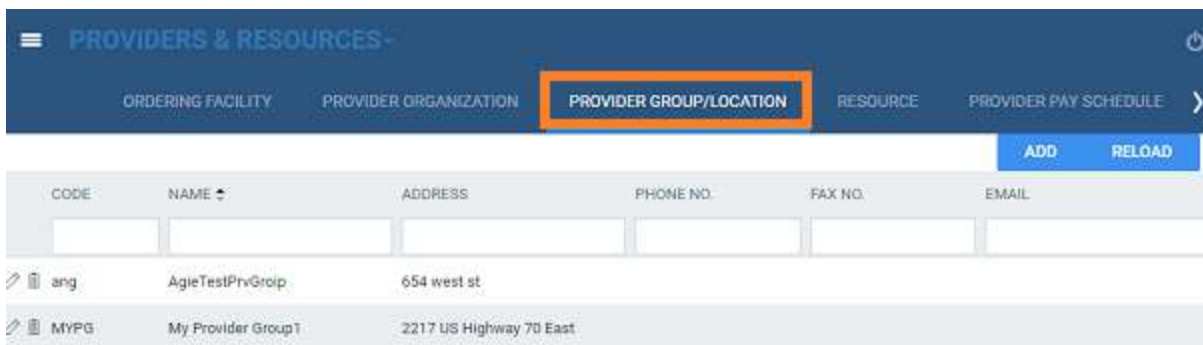 PROVIDERS & RESOURCES
ORDERING FACILITY PROVIDER ORGANIZATION PROVIDER GROUP/LOCATION RESOURCE PROVIDER PAY SCHEDULE
ADD RELOAD
CODE NAME ADDRESS PHONE NO. FAX NO. EMAIL
ang AgieTestPrvGroip 654 west st
MYPG My Provider Group1 2217 US Highway 70 East